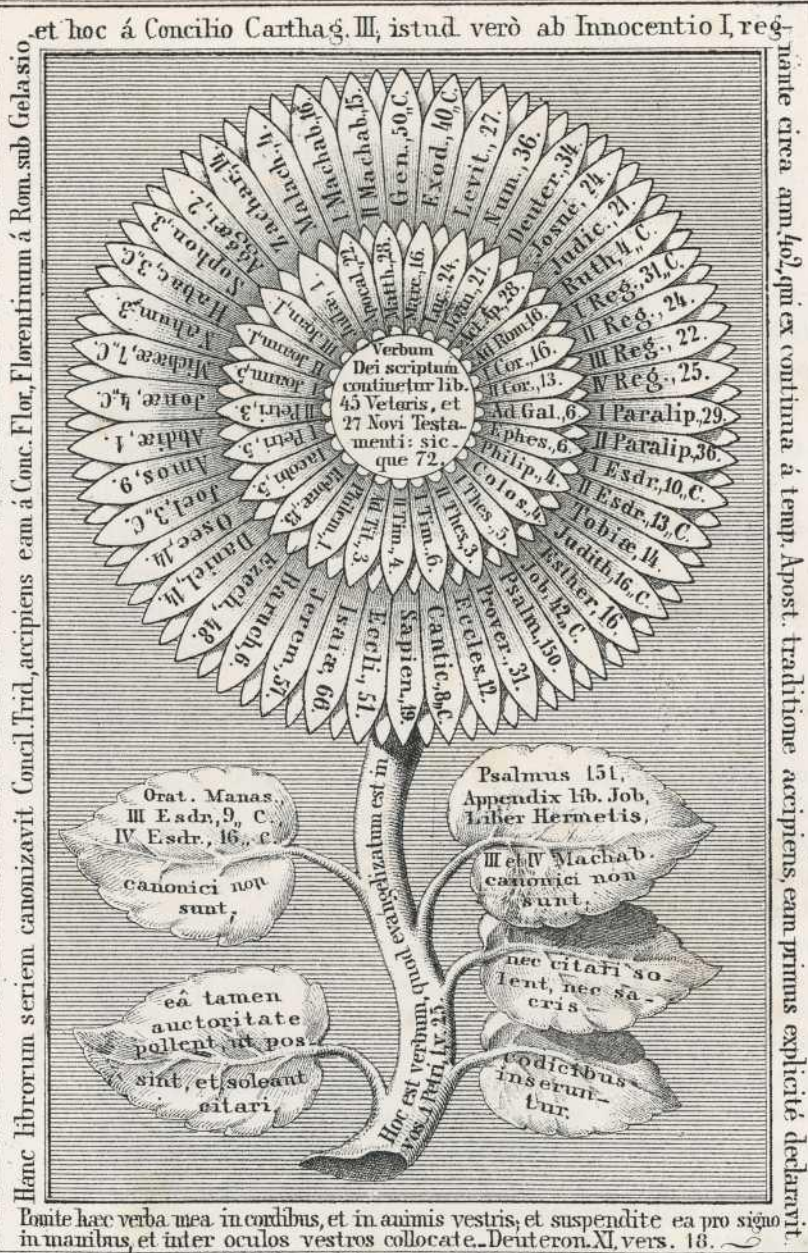 Hanc librorum seriem canonizavit Concil. Trid., accipiens eam á Conc. Flor., Florentinum á Rom. sub Gelasio
et hoc á Concilio Carthag. III, istud verò ab Innocentio I, reg-
nante circa ann. 402, qui ex continua á temp. Apost. traditione accipiens, eam primus explicité declaravit.
Gen., 50,, C.
Exod., 40,, C.
Levit., 27.
Num., 36.
Deuter., 34.
Josue, 24.
Judic., 21
Ruth, 4,, C.
I Reg., 31,, C
II Reg., 24.
III Reg., 22.
IV Reg., 25.
I Paralip., 29.
II Paralip., 36.
I Esdr., 10,, C.
II Esdr., 13,, C.
Tobiæ, 14.
Judith, 16,, C.
Esther. 16
Job. 42,, C.
Psalm., 150.
Prover., 31.
Eccles., 12.
Cantic., 8,, C.
Sapien., 19.
Eccli., 51.
Isaiæ 66.
Jerem., 51.
Baruch, 6.
Ezech., 48.
Daniel, 14.
Osee, 14
Joel, 3,, C.
Amos, 9,
Abdiæ, 1.
Jonæ, 4,, C.
Michææ, 7,, C.
Nahum, 3
Habac., 3,, C.
Sophon., 3
Aggæi, 2.
Zachar., 14.
Malach., 4.
I Machab., 16.
II Machab., 15.
Matth., 28.
Marc., 16.
Luc., 24.
Joan., 21.
Act. Ap., 28
Ad Rom. 16
I Cor., 16.
II Cor., 13.
Ad Gal., 6
Ephes., 6.
Philip., 4.
Colos., 4
I Thes., 5.
II Thes., 3
I Tim., 6.
II Tim., 4.
Ad Tit., 3.
Philem., 1.
Hebræ., 13
Iacobi, 5.
I Petri, 5.
II Petri, 3
I Joann., 5
II Joann., 1
III Joan., 1.
Judæ, 1
Apocal., 22.
Verbum
Dei scriptum
continetur lib.
45 Veteris, et
27 Novi Testa-
menti: sic-
que 72.
Orat. Manas.,
III Esdr., 9,, C.
IV Esdr., 16,, C.
canonici non
sunt,
eâ tamen
auctoritate
pollent, ut pos-
sint, et soleant
citari.
Psalmus 151,
Appendix lib. Job,
Liber Hermetis,
III et IV Machab.
canonici non
sunt,
nec citari so-
lent, nec sa-
cris
codicibus
inserun-
tur.
Hoc est verbum, quod evangelizatum est in
vos. I Petri, I. v. 25.
Ponite hæc verba mea in cordibus, et in animis vestris, et suspendite ea pro signo
in manibus, et inter oculos vestros collocate. Deuteron. XI, vers. 18.